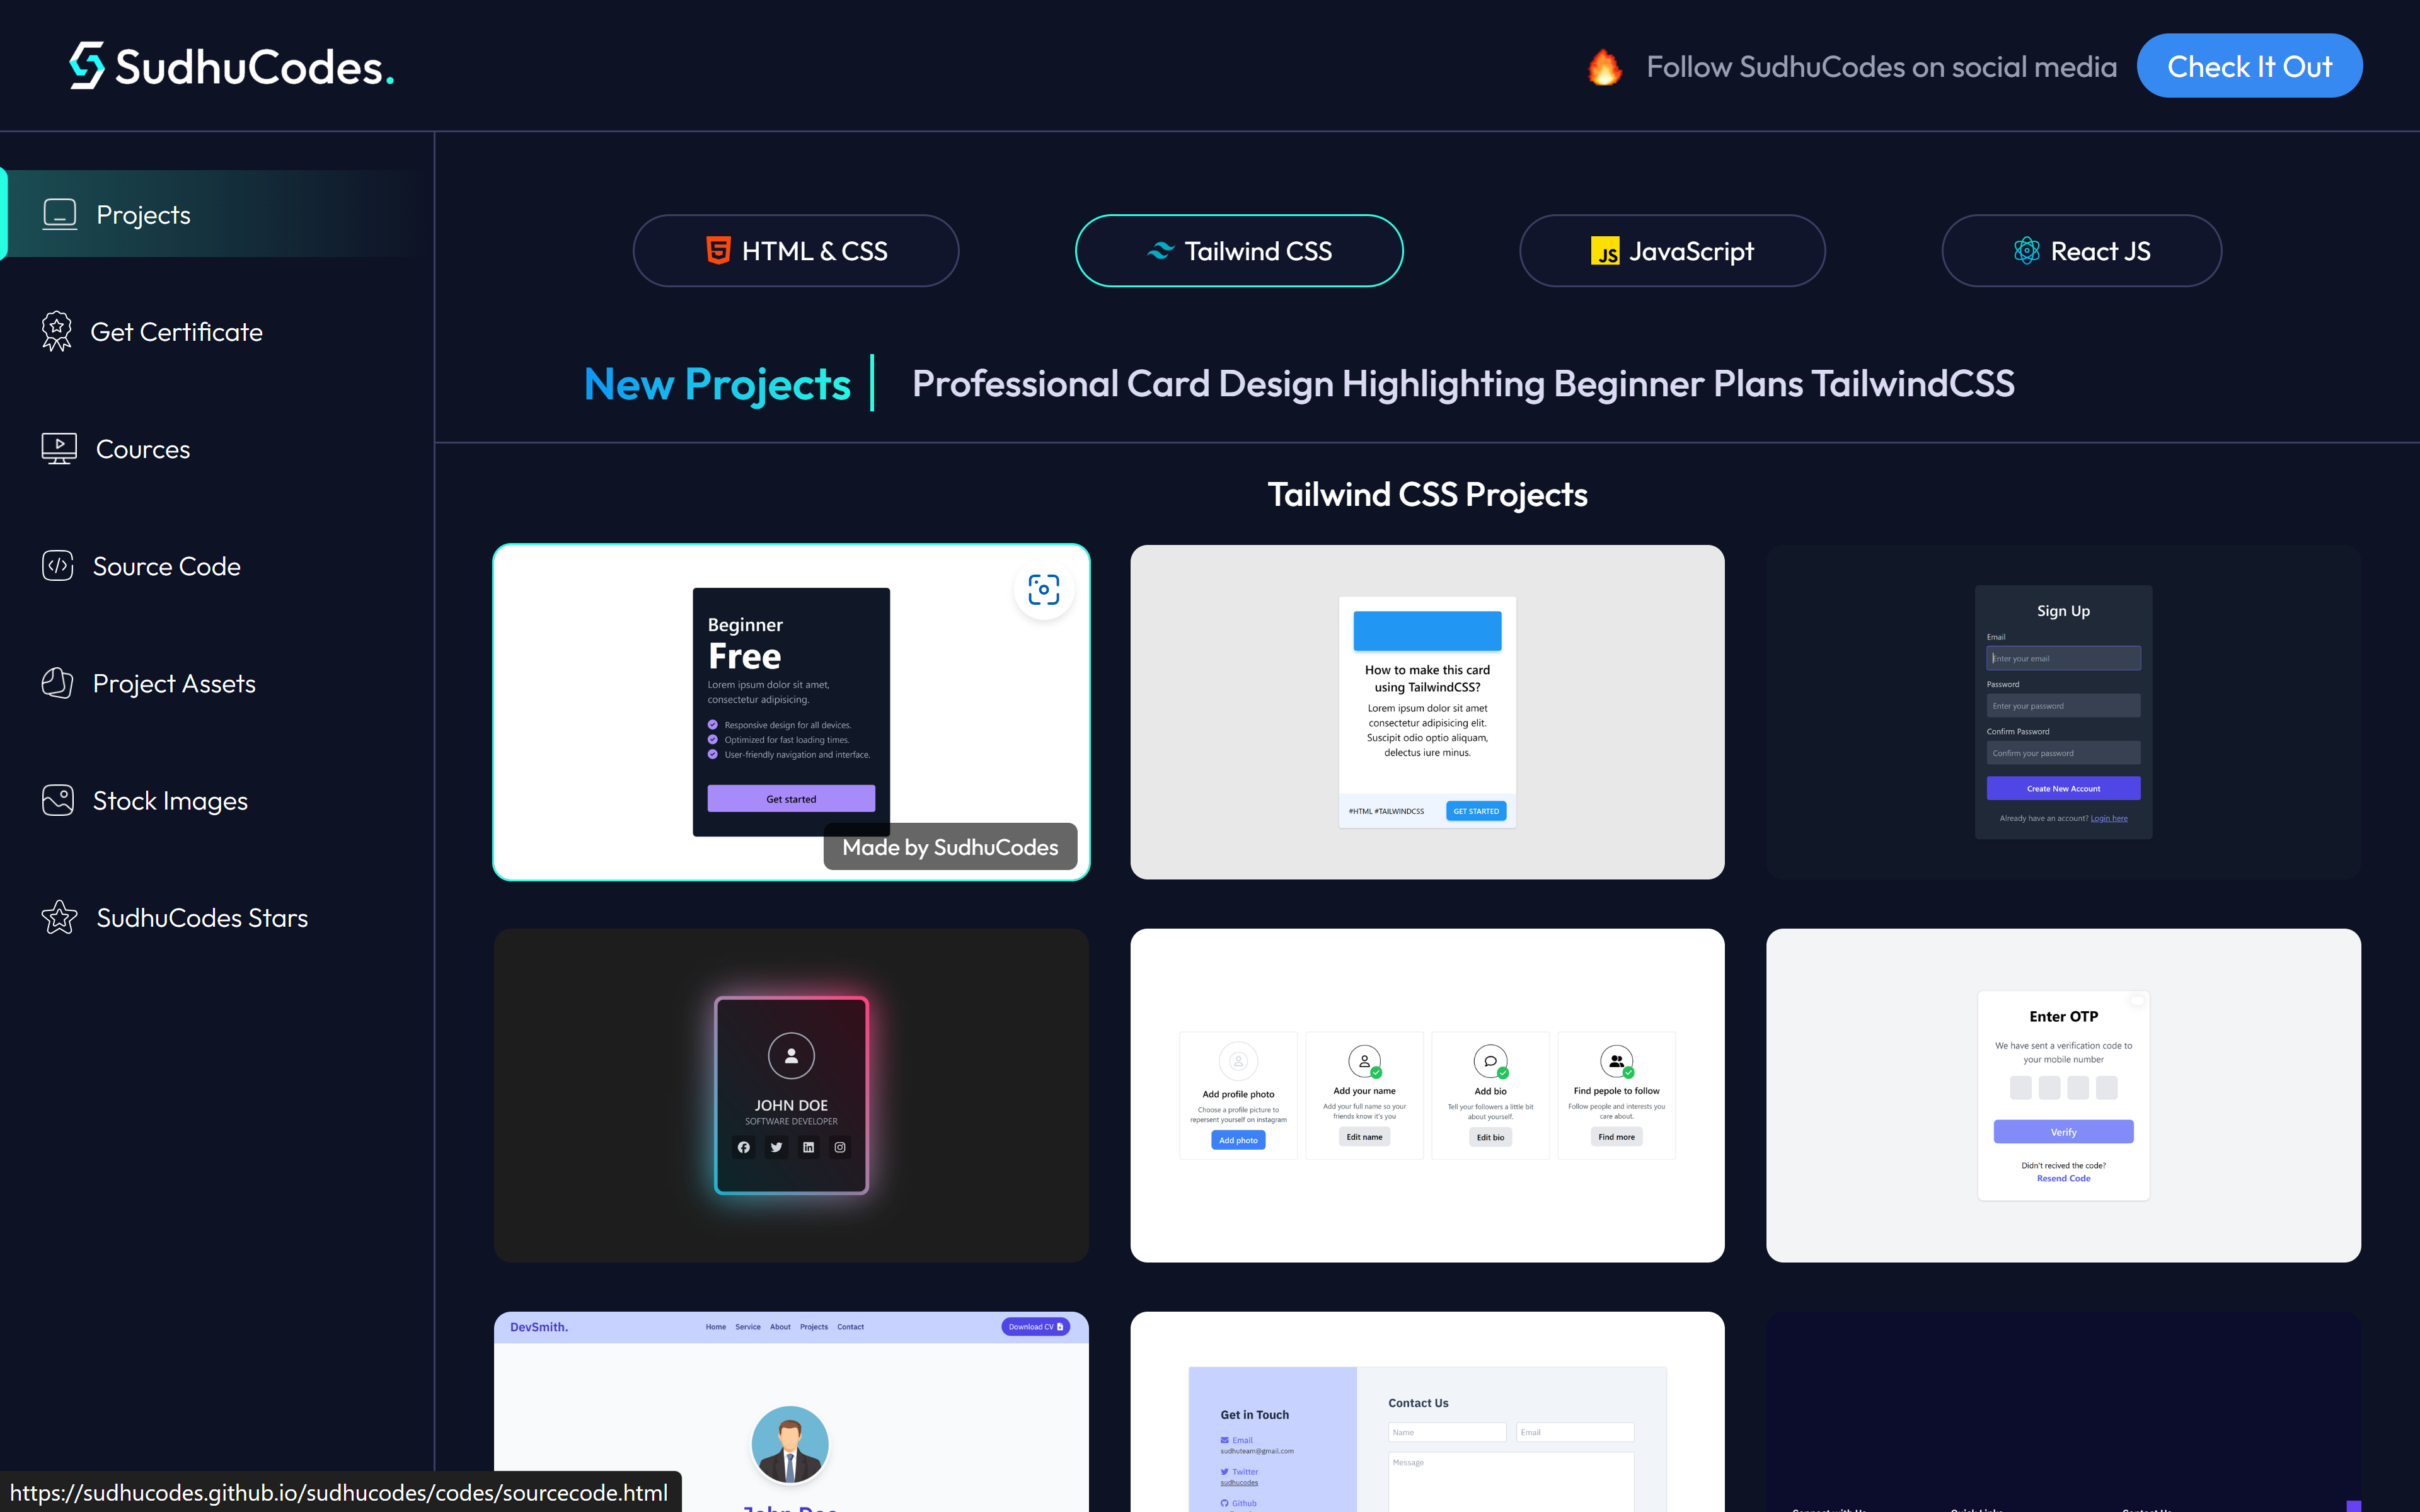 SudhuCodes.
Follow SudhuCodes on social media
Check It Out
Projects
Get Certificate
Cources
Source Code
Project Assets
Stock Images
SudhuCodes Stars
HTML & CSS
Tailwind CSS
JS
JavaScript
React JS
New Projects
Professional Card Design Highlighting Beginner Plans TailwindCSS
Tailwind CSS Projects
Beginner
Free
Lorem ipsum dolor sit amet,
consectetur adipisicing.
Responsive design for all devices.
Optimized for fast loading times.
User-friendly navigation and interface.
Get started
Made by SudhuCodes
How to make this card
using TailwindCSS?
Lorem ipsum dolor sit amet
consectetur adipisicing elit.
Suscipit odio optio aliquam,
delectus iure minus.
#HTML #TAILWINDCSS
GET STARTED
Sign Up
Email
Enter your email
Password
Enter your password
Confirm Password
Confirm your password
Create New Account
Already have an account? Login here
JOHN DOE
SOFTWARE DEVELOPER
Add profile photo
Choose a profile picture to
repersent yourself on instagram
Add photo
Add your name
Add your full name so your
friends know it's you
Edit name
Add bio
Tell your followers a little bit
about yourself.
Edit bio
Find pepole to follow
Follow people and interests you
care about.
Find more
Enter OTP
We have sent a verification code to
your mobile number
Verify
Didn't recived the code?
Resend Code
DevSmith.
Home
Service
About
Projects
Contact
Download CV
John Doe
Get in Touch
Email
sudhuteam@gmail.com
Twitter
sudhucodes
Github
Contact Us
Name
Email
Message
Connect with Us
Quick Links
Contact Us
https://sudhucodes.github.io/sudhucodes/codes/sourcecode.html